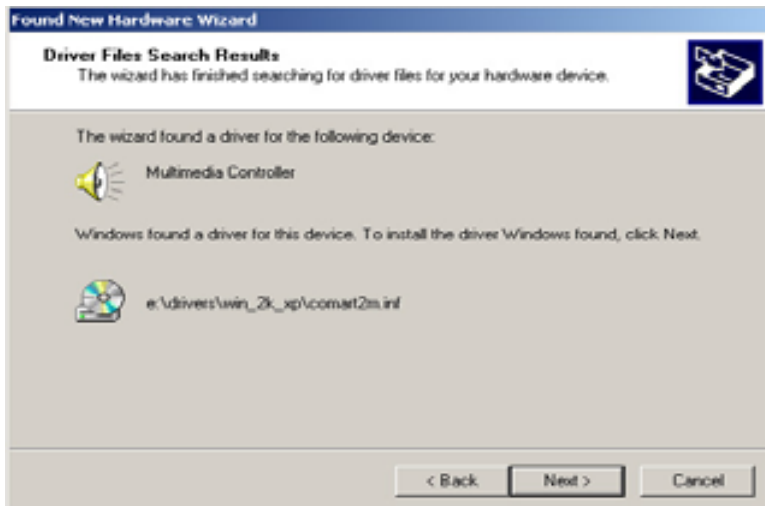 Found New Hardware Wizard
Driver Files Search Results
The wizard has finished searching for driver files for your hardware device.
The wizard found a driver for the following device:
Multimedia Controller
Windows found a driver for this device. To install the driver Windows found, click Next.
e:\drivers\win_2k_xp\comart2m.inf
< Back
Next >
Cancel